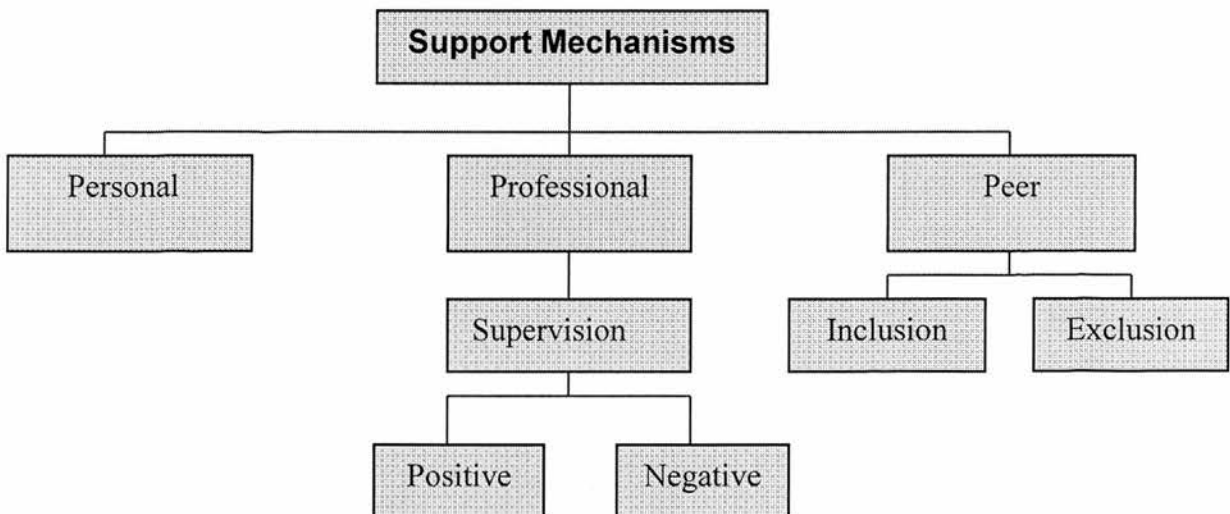 Support Mechanisms
Personal
Professional
Peer
Supervision
Inclusion
Exclusion
Positive
Negative